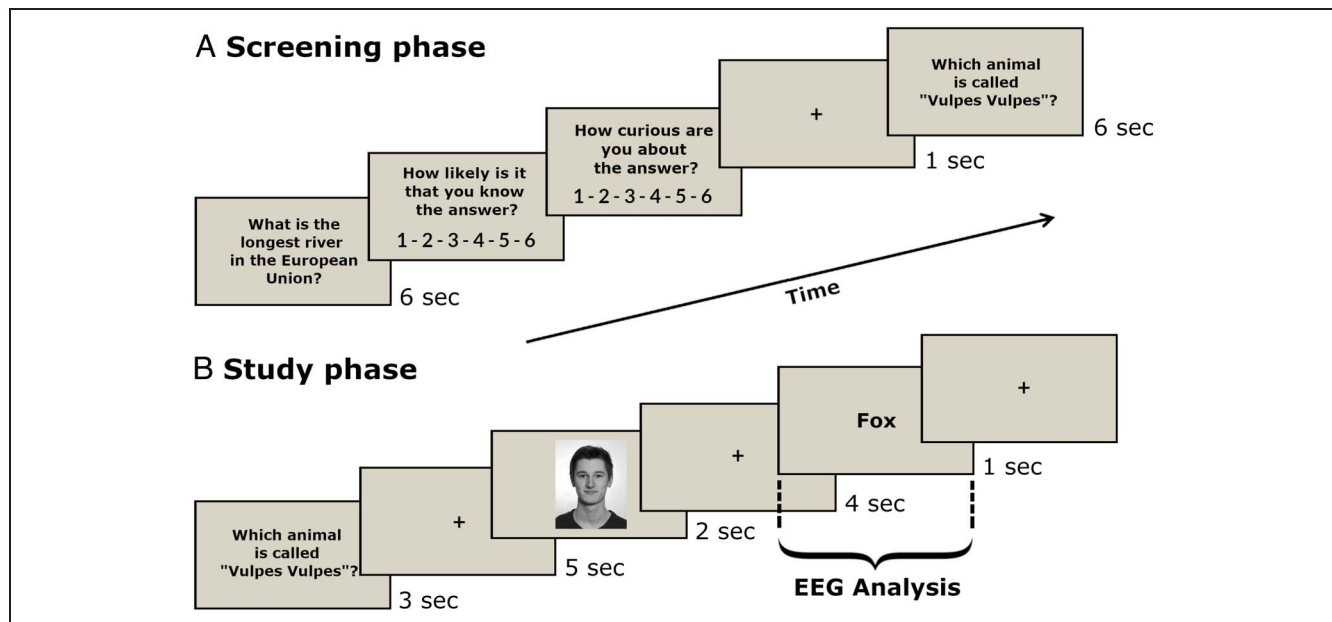 A Screening phase
What is the
longest river
in the European
Union?
6 sec
How likely is it
that you know
the answer?
1 - 2 - 3 - 4 - 5 - 6
How curious are
you about
the answer?
1 - 2 - 3 - 4 - 5 - 6
+
1 sec
Which animal
is called
"Vulpes Vulpes"?
6 sec
Time
B Study phase
Which animal
is called
"Vulpes Vulpes"?
3 sec
+
5 sec
2 sec
+
4 sec
Fox
1 sec
+
EEG Analysis